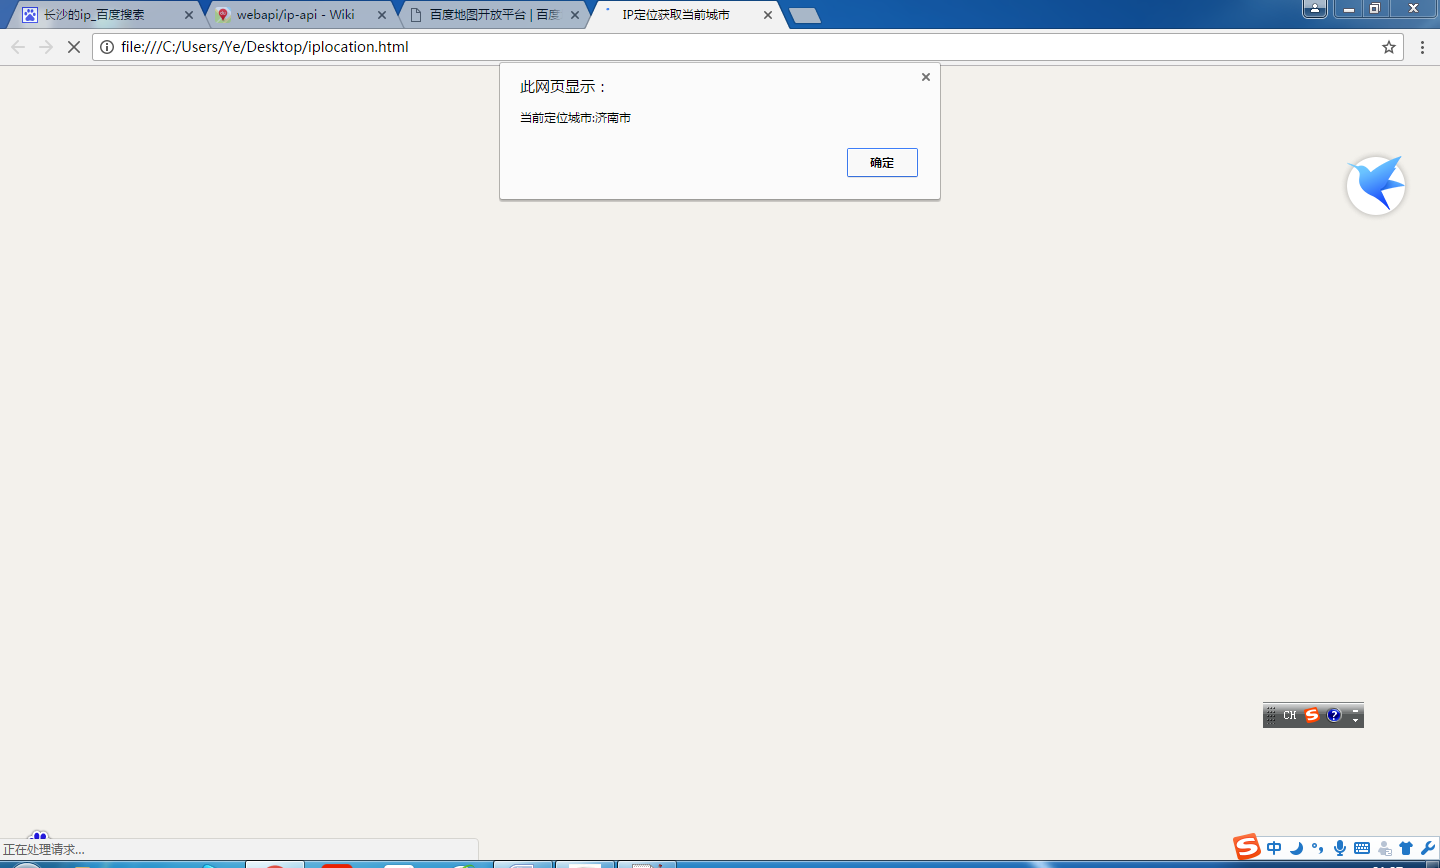 长沙的ip_百度搜索
webapi/ip-api - Wiki
百度地图开放平台 | 百度
IP定位获取当前城市
file:///C:/Users/Ye/Desktop/iplocation.html
此网页显示：
当前定位城市:济南市
确定
CH
正在处理请求...
中